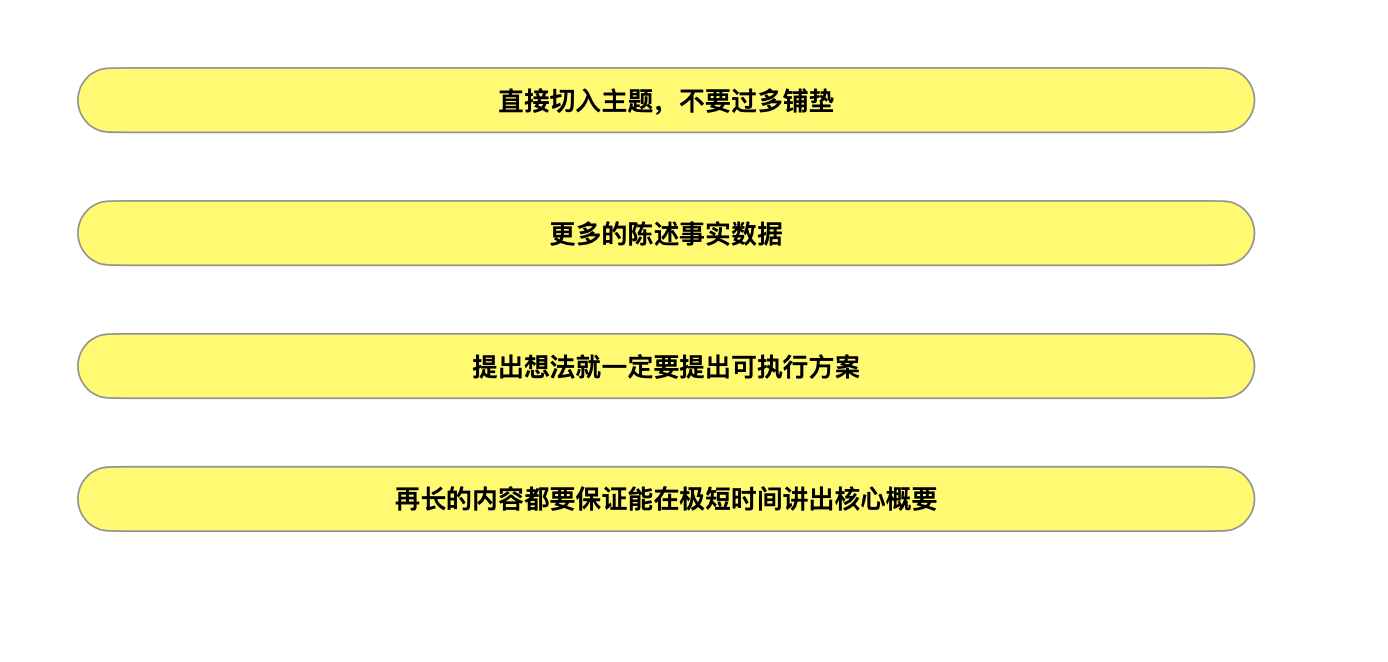 直接切入主题，不要过多铺垫
更多的陈述事实数据
提出想法就一定要提出可执行方案
再长的内容都要保证能在极短时间讲出核心概要